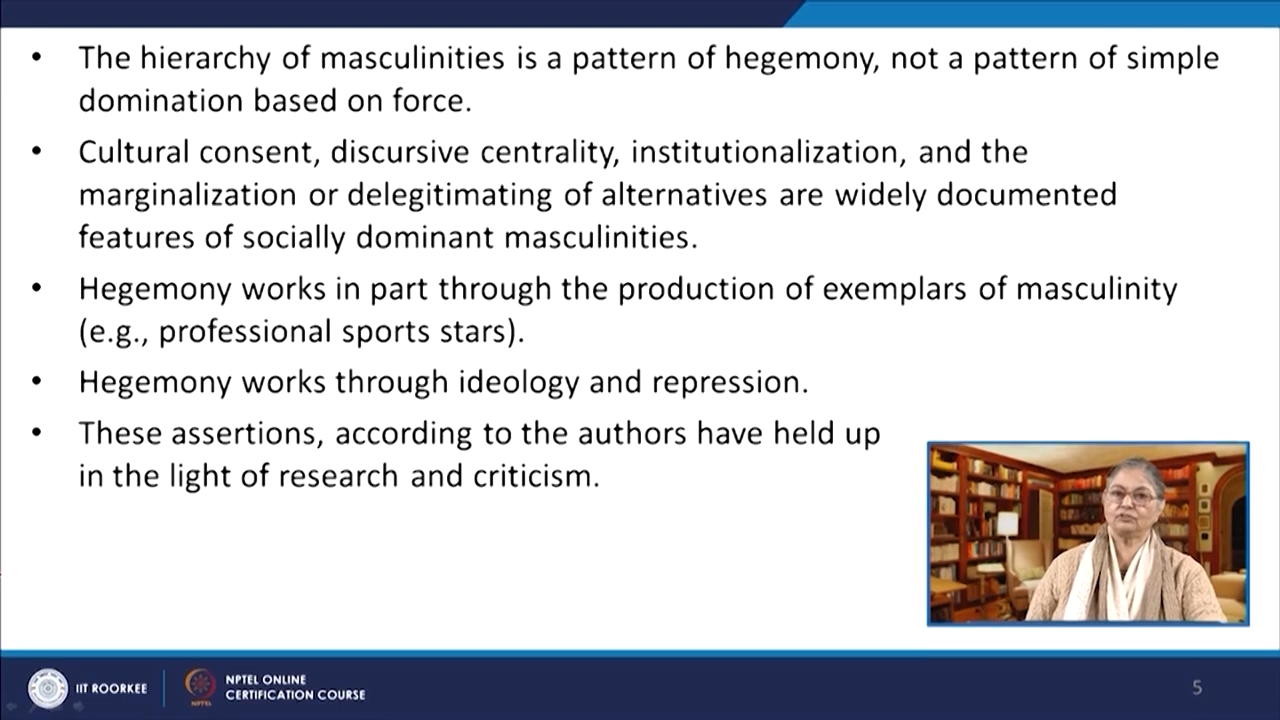 • The hierarchy of masculinities is a pattern of hegemony, not a pattern of simple
domination based on force.
• Cultural consent, discursive centrality, institutionalization, and the
marginalization or delegitimating of alternatives are widely documented
features of socially dominant masculinities.
• Hegemony works in part through the production of exemplars of masculinity
(e.g., professional sports stars).
• Hegemony works through ideology and repression.
• These assertions, according to the authors have held up
in the light of research and criticism.
IIT ROORKEE
NPTEL
NPTEL ONLINE
CERTIFICATION COURSE
5